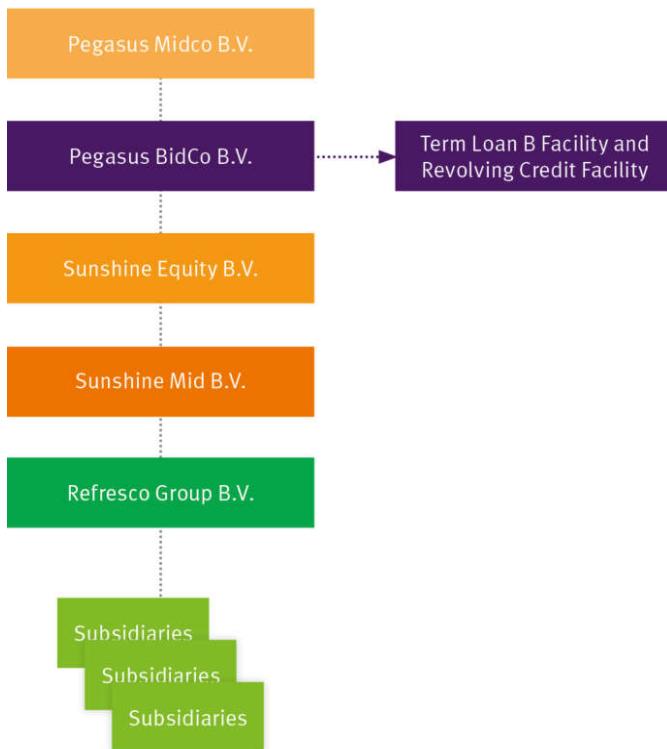 Pegasus Midco B.V.
Pegasus BidCo B.V.
Term Loan B Facility and
Revolving Credit Facility
Sunshine Equity B.V.
Sunshine Mid B.V.
Refresco Group B.V.
Subsidiaries
Subsidiaries
Subsidiaries